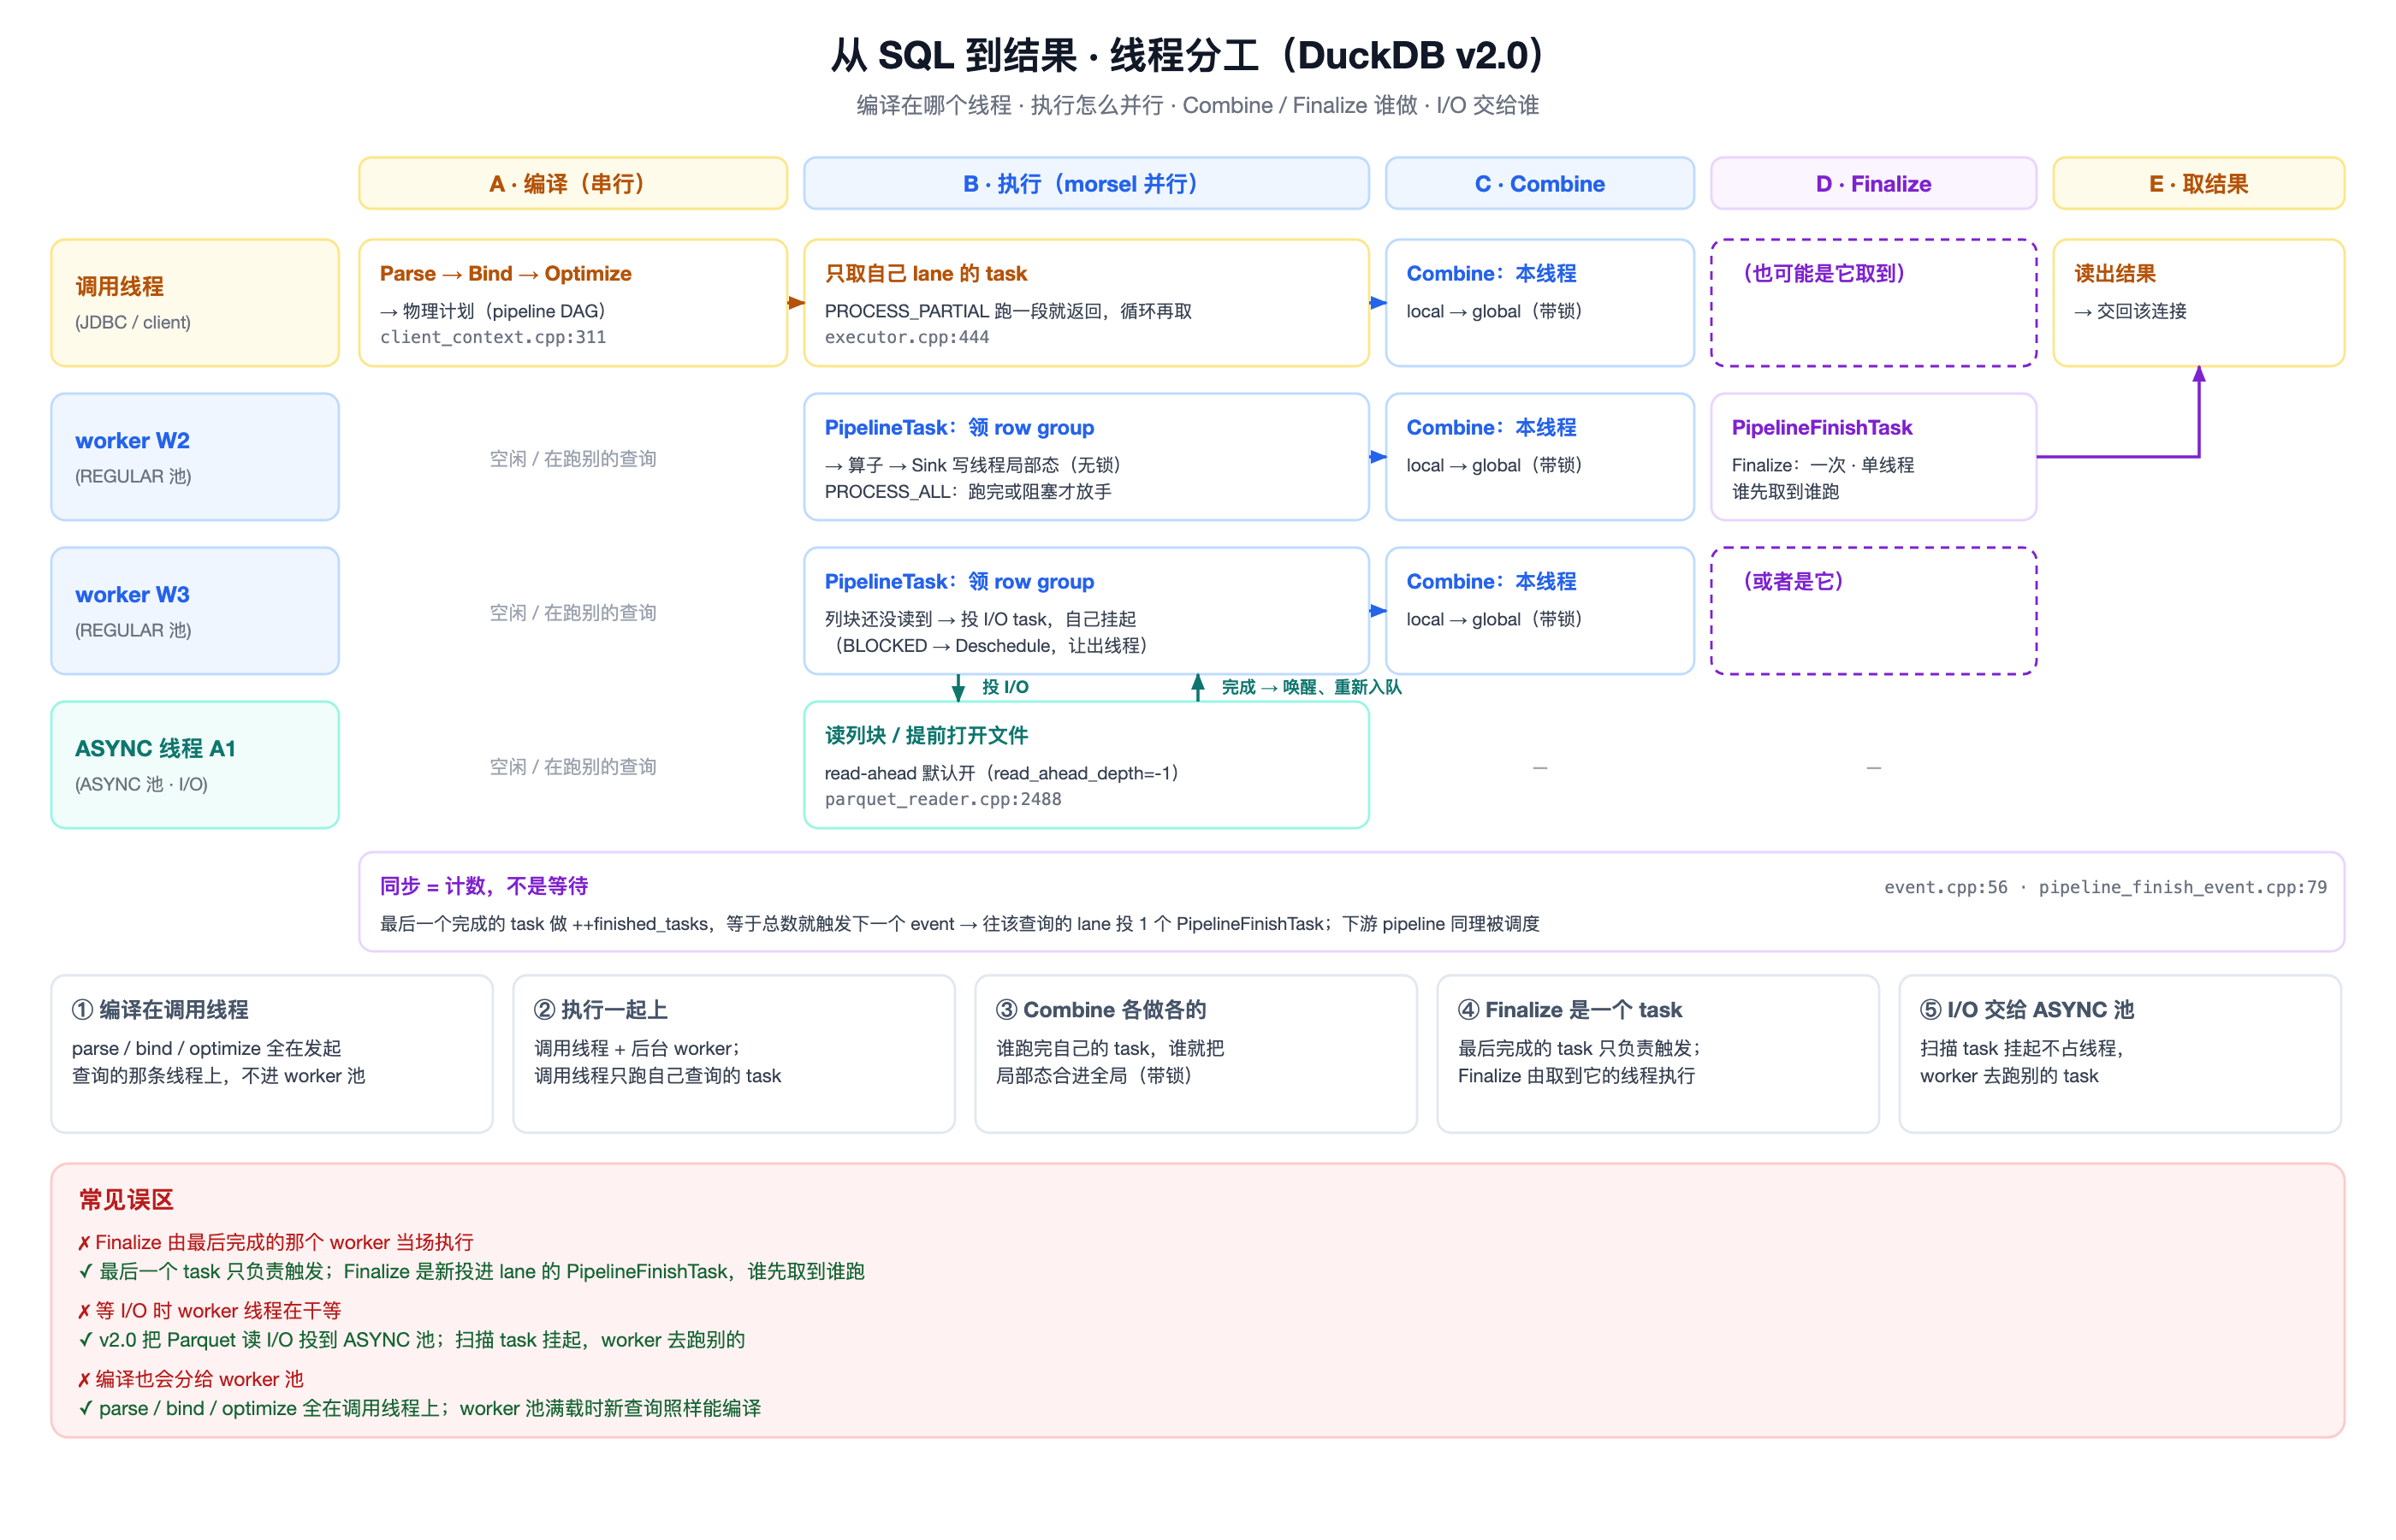 从 SQL 到结果 · 线程分工（DuckDB v2.0）
编译在哪个线程 · 执行怎么并行 · Combine / Finalize 谁做 · I/O 交给谁
A · 编译（串行）
B · 执行（morsel 并行）
C · Combine
D · Finalize
E · 取结果
调用线程
(JDBC / client)
Parse → Bind → Optimize
→ 物理计划（pipeline DAG）
client_context.cpp:311
只取自己 lane 的 task
PROCESS_PARTIAL 跑一段就返回，循环再取
executor.cpp:444
Combine：本线程
local → global（带锁）
（也可能是它取到）
读出结果
→ 交回该连接
worker W2
(REGULAR 池)
空闲 / 在跑别的查询
PipelineTask：领 row group
→ 算子 → Sink 写线程局部态（无锁）
PROCESS_ALL：跑完或阻塞才放手
Combine：本线程
local → global（带锁）
PipelineFinishTask
Finalize：一次 · 单线程
谁先取到谁跑
worker W3
(REGULAR 池)
空闲 / 在跑别的查询
PipelineTask：领 row group
列块还没读到 → 投 I/O task，自己挂起
（BLOCKED → Deschedule，让出线程）
Combine：本线程
local → global（带锁）
（或者是它）
投 I/O
完成 → 唤醒、重新入队
ASYNC 线程 A1
(ASYNC 池 · I/O)
空闲 / 在跑别的查询
读列块 / 提前打开文件
read-ahead 默认开（read_ahead_depth=-1）
parquet_reader.cpp:2488
—
—
同步 = 计数，不是等待
event.cpp:56 · pipeline_finish_event.cpp:79
最后一个完成的 task 做 ++finished_tasks，等于总数就触发下一个 event → 往该查询的 lane 投 1 个 PipelineFinishTask；下游 pipeline 同理被调度
① 编译在调用线程
parse / bind / optimize 全在发起
查询的那条线程上，不进 worker 池
② 执行一起上
调用线程 + 后台 worker；
调用线程只跑自己查询的 task
③ Combine 各做各的
谁跑完自己的 task，谁就把
局部态合进全局（带锁）
④ Finalize 是一个 task
最后完成的 task 只负责触发；
Finalize 由取到它的线程执行
⑤ I/O 交给 ASYNC 池
扫描 task 挂起不占线程，
worker 去跑别的 task
常见误区
✗ Finalize 由最后完成的那个 worker 当场执行
✓ 最后一个 task 只负责触发；Finalize 是新投进 lane 的 PipelineFinishTask，谁先取到谁跑
✗ 等 I/O 时 worker 线程在干等
✓ v2.0 把 Parquet 读 I/O 投到 ASYNC 池；扫描 task 挂起，worker 去跑别的
✗ 编译也会分给 worker 池
✓ parse / bind / optimize 全在调用线程上；worker 池满载时新查询照样能编译